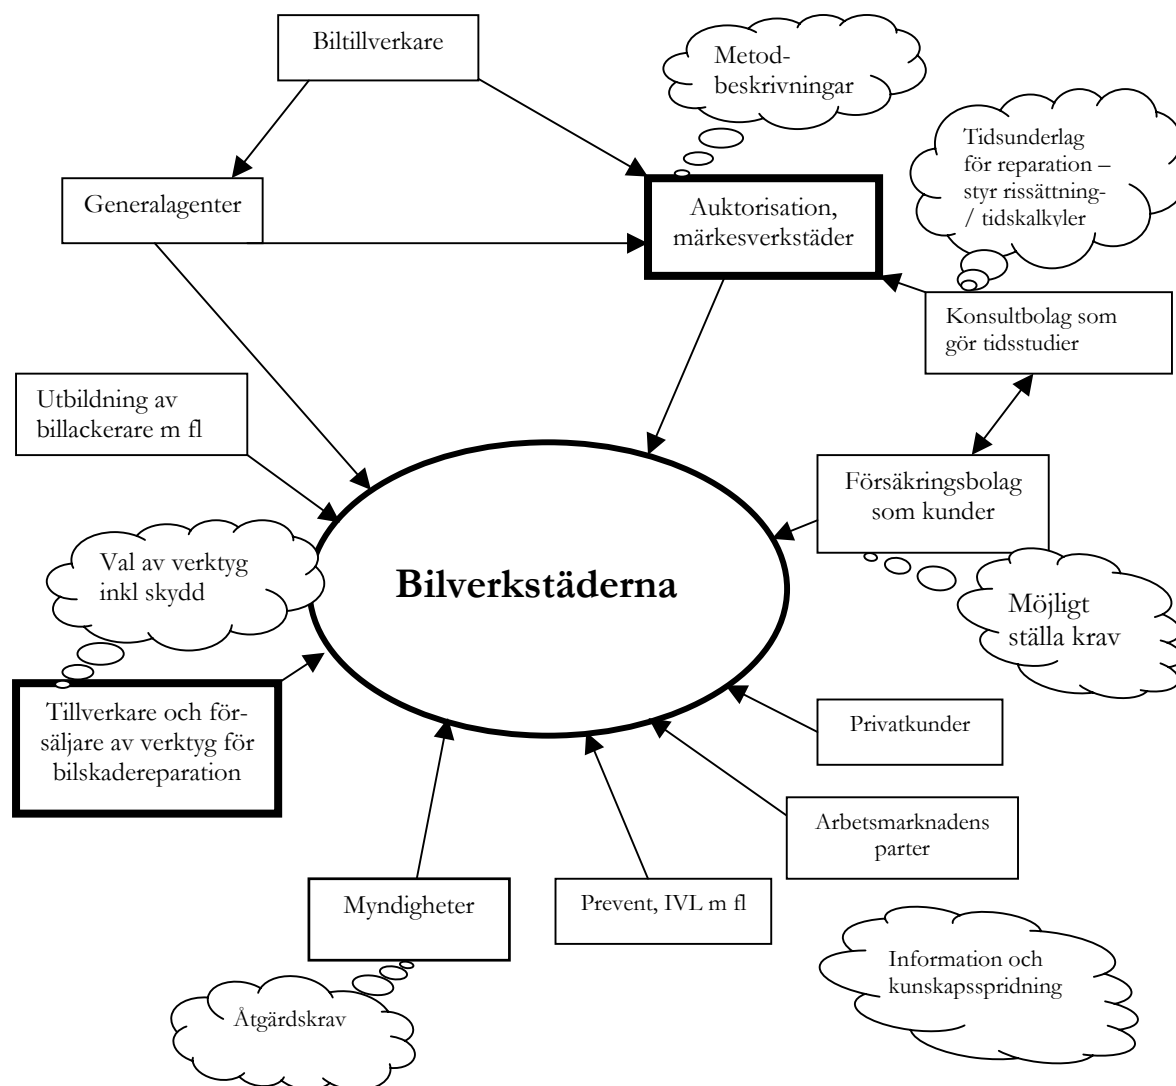 Biltillverkare
Metod-
beskrivningar
Tidsunderlag
för reparation –
styr rissättning-
/ tidskalkyler
Generalagenter
Auktorisation,
märkesverkstäder
Konsultbolag som
gör tidsstudier
Utbildning av
billackerare m fl
Försäkringsbolag
som kunder
Val av verktyg
inkl skydd
Bilverkstäderna
Möjligt
ställa krav
Tillverkare och för-
säljare av verktyg för
bilskadereparation
Privatkunder
Arbetsmarknadens
parter
Myndigheter
Prevent, IVL m fl
Information och
kunskapsspridning
Åtgärdskrav